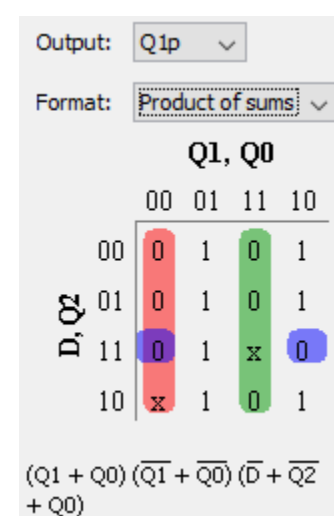 Output: Q1p
Format: Product of sums
Q1, Q0
00 01 11 10
00 0 1 0 1
01 0 1 0 1
11 0 1 x 0
10 x 1 0 1
D, Q2
(Q1 + Q0) (Q̅1̅ + Q̅0̅) (D̅ + Q̅2̅
+ Q0)